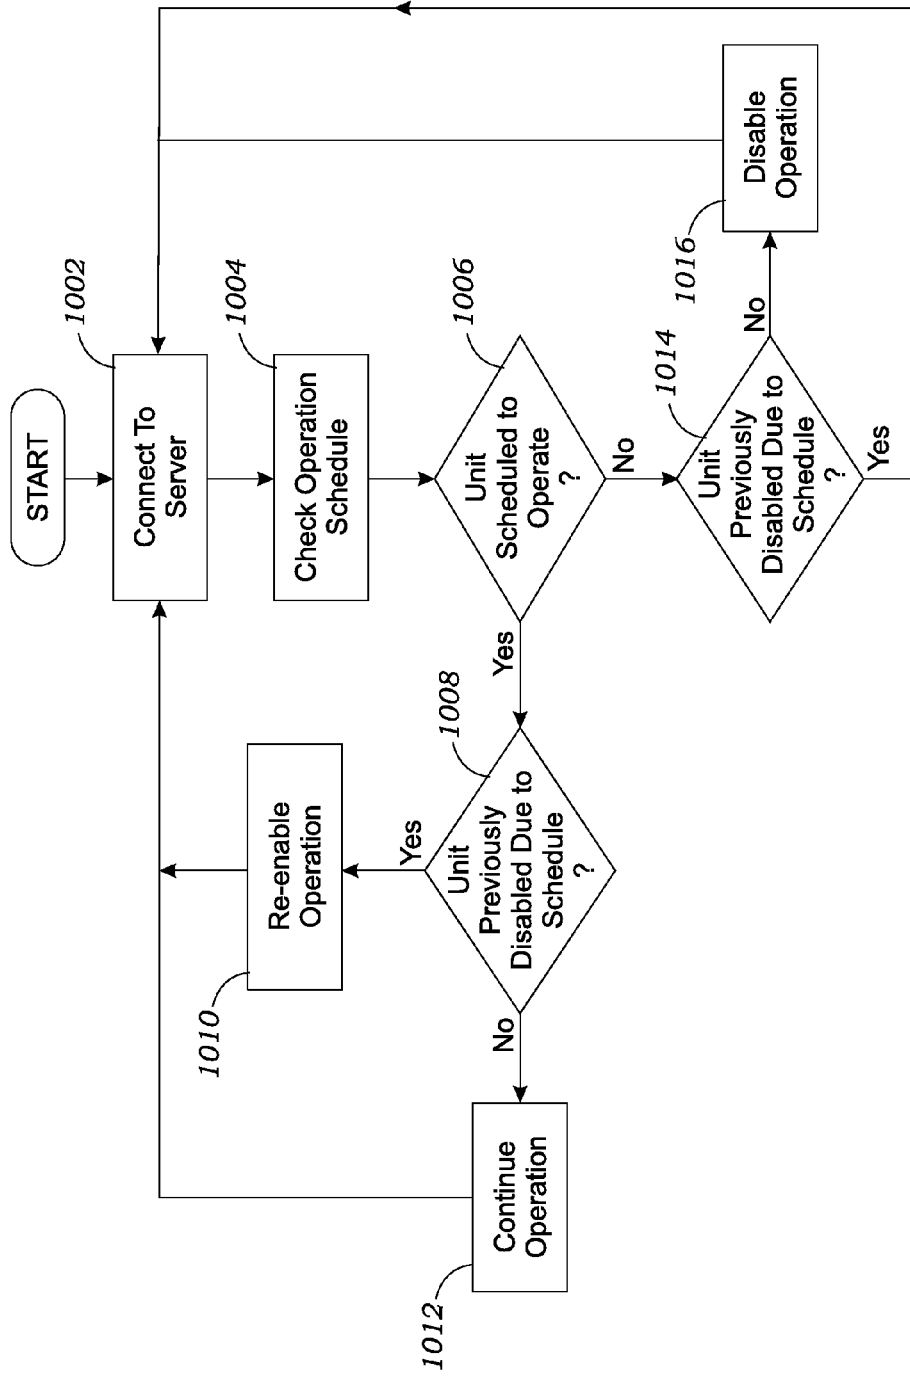 START
1002
Connect To
Server
1004
Check Operation
Schedule
1006
Unit
Scheduled to
Operate
?
Yes
No
1008
Unit
Previously
Disabled Due to
Schedule
?
Yes
No
1010
Re-enable
Operation
1012
Continue
Operation
1014
Unit
Previously
Disabled Due to
Schedule
?
No
Yes
1016
Disable
Operation